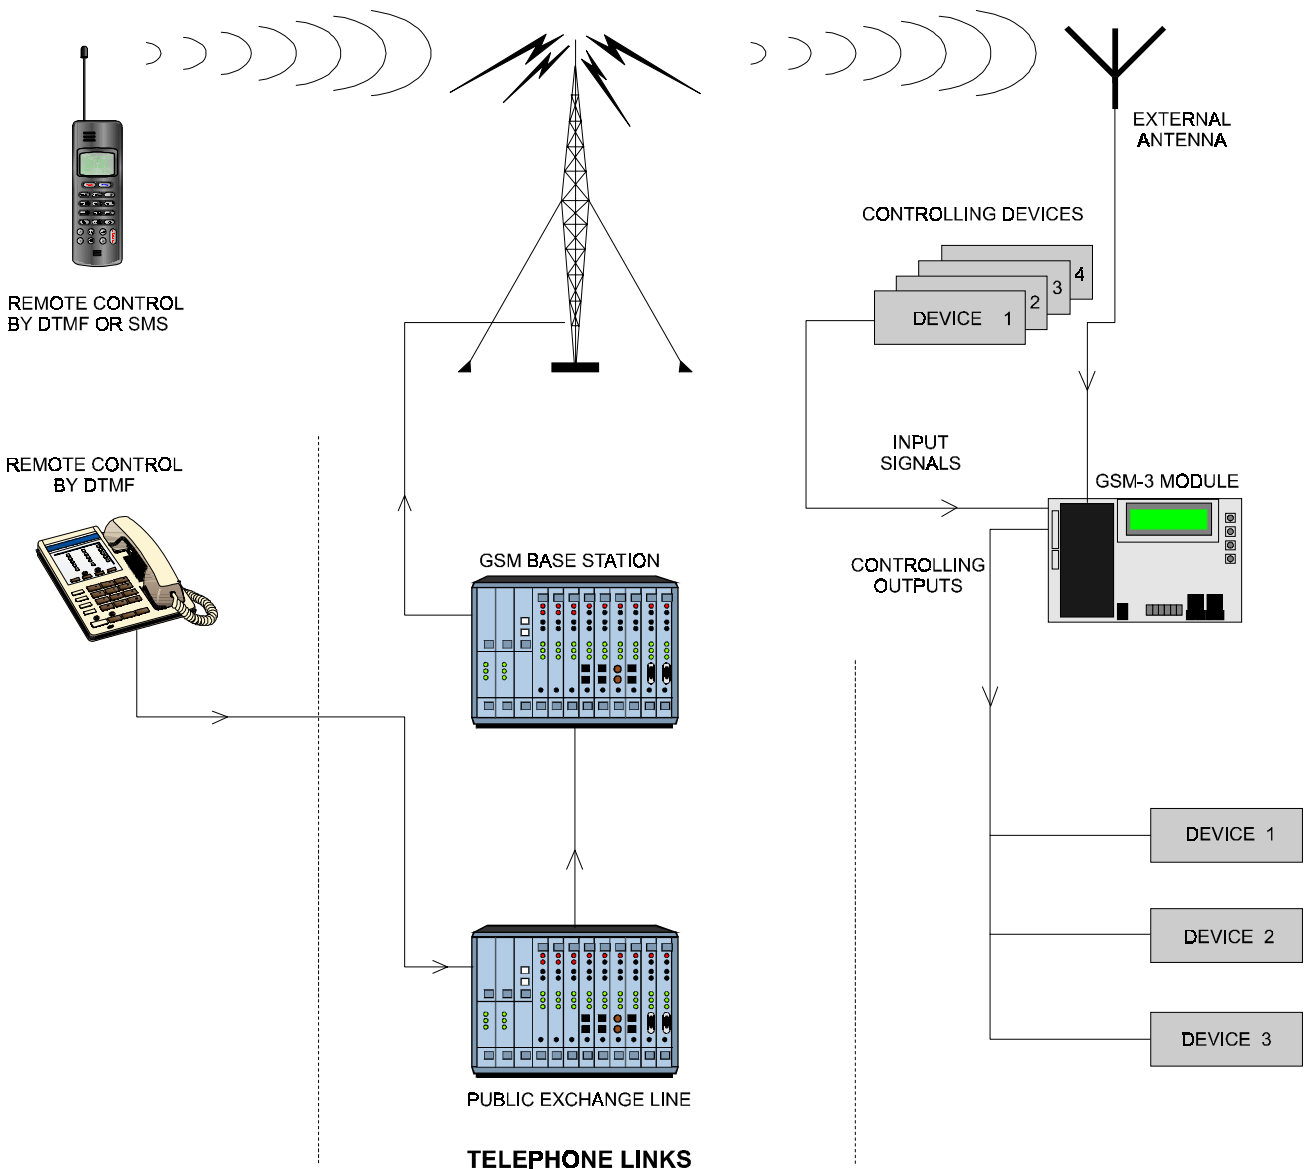 EXTERNAL
ANTENNA
CONTROLLING DEVICES
4
3
2
DEVICE 1
REMOTE CONTROL
BY DTMF OR SMS
INPUT
SIGNALS
REMOTE CONTROL
BY DTMF
GSM-3 MODULE
GSM BASE STATION
CONTROLLING
OUTPUTS
DEVICE 1
DEVICE 2
DEVICE 3
PUBLIC EXCHANGE LINE
TELEPHONE LINKS